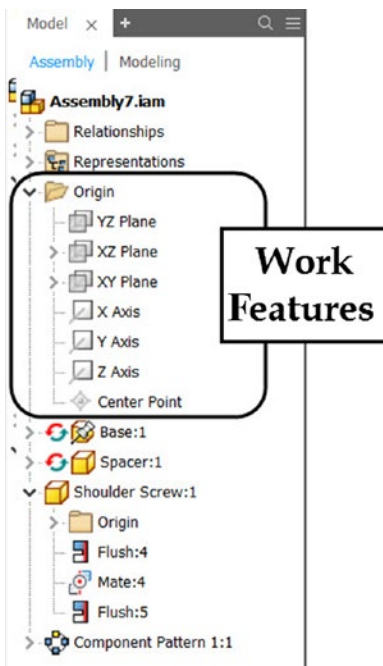 Model × +
Assembly | Modeling
Assembly7.iam
Relationships
Representations
Origin
YZ Plane
XZ Plane
XY Plane
X Axis
Y Axis
Z Axis
Center Point
Work
Features
Base:1
Spacer:1
Shoulder Screw:1
Origin
Flush:4
Mate:4
Flush:5
Component Pattern 1:1